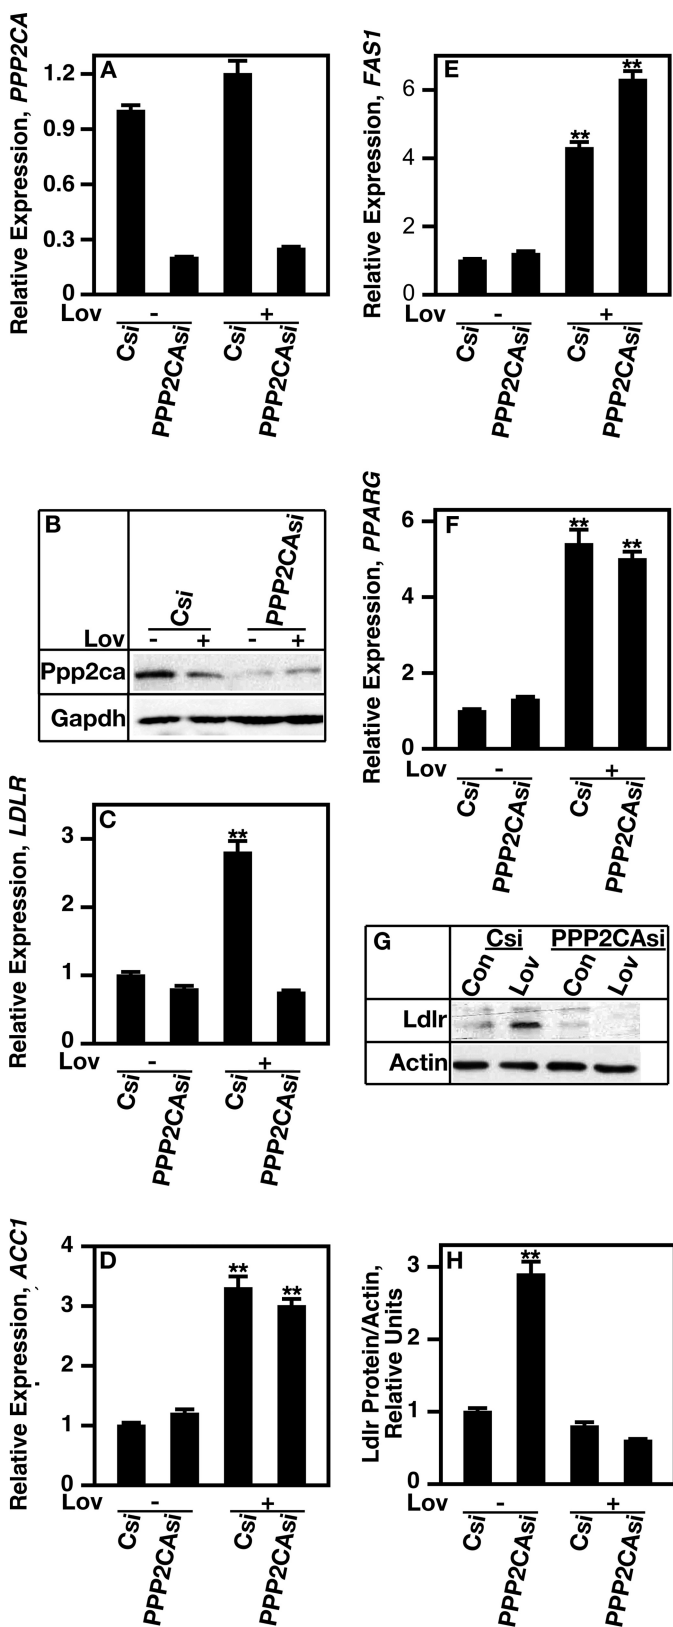 A
Relative Expression, PPP2CA
1.2
0.9
0.6
0.3
0
Lov - +
Csi PPP2CAsi Csi PPP2CAsi
E
Relative Expression, FAS1
6
4
2
0
** **
Lov - +
Csi PPP2CAsi Csi PPP2CAsi
B
Csi PPP2CAsi
Lov - + - +
Ppp2ca
Gapdh
F
Relative Expression, PPARG
6
4
2
0
** **
Lov - +
Csi PPP2CAsi Csi PPP2CAsi
C
Relative Expression, LDLR
3
2
1
0
**
Lov - +
Csi PPP2CAsi Csi PPP2CAsi
G
Csi PPP2CAsi
Con Lov Con Lov
Ldlr
Actin
D
Relative Expression, ACC1
4
3
2
1
0
** **
Lov - +
Csi PPP2CAsi Csi PPP2CAsi
H
Ldlr Protein/Actin,
Relative Units
3
2
1
0
**
Lov - +
Csi PPP2CAsi Csi PPP2CAsi